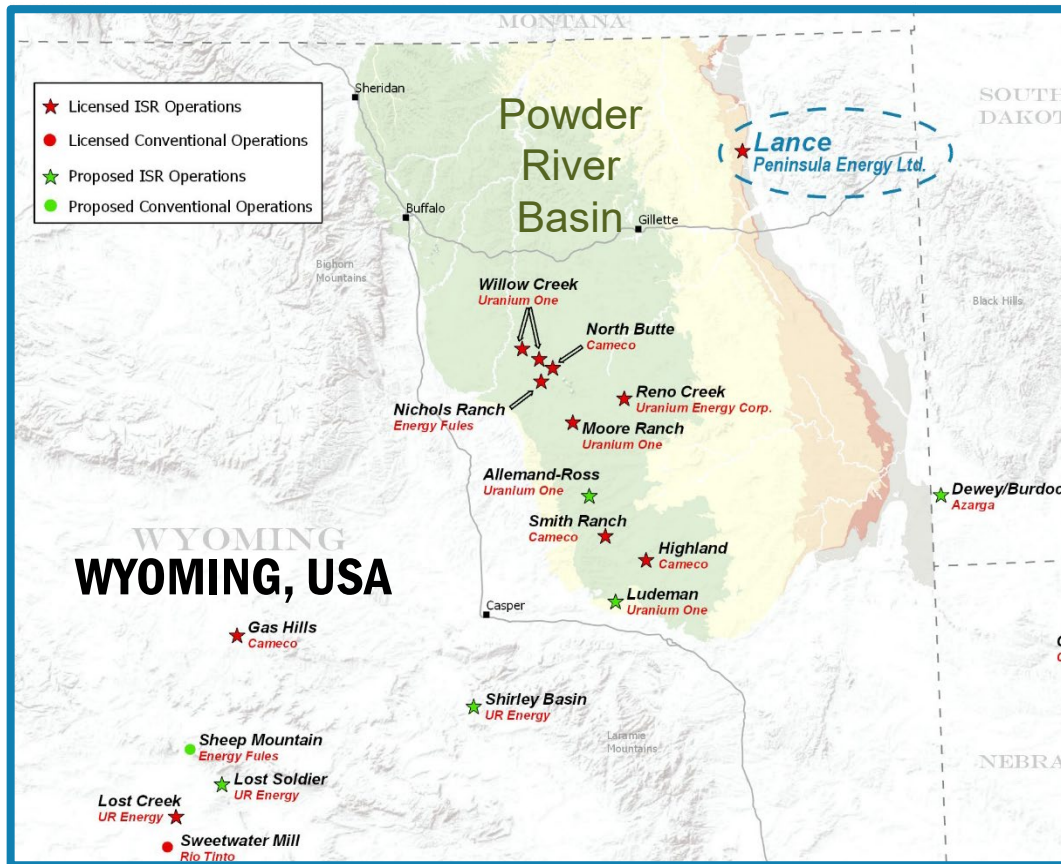 MONTANA
Licensed ISR Operations
Licensed Conventional Operations
Proposed ISR Operations
Proposed Conventional Operations
Sheridan
Powder
River
Basin
SOUTH
DAKOT
Lance
Peninsula Energy Ltd.
Buffalo
Gillette
Bighorn
Mountains
Black Hills
Willow Creek
Uranium One
North Butte
Cameco
Nichols Ranch
Energy Fules
Reno Creek
Uranium Energy Corp.
Moore Ranch
Uranium One
Allemand-Ross
Uranium One
Dewey/Burdoc
Azarga
Smith Ranch
Cameco
WYOMING
WYOMING, USA
Highland
Cameco
Ludeman
Uranium One
Casper
Gas Hills
Cameco
Shirley Basin
UR Energy
Laramie
Mountains
Sheep Mountain
Energy Fules
Lost Soldier
UR Energy
NEBRA
Lost Creek
UR Energy
Sweetwater Mill
Rio Tinto